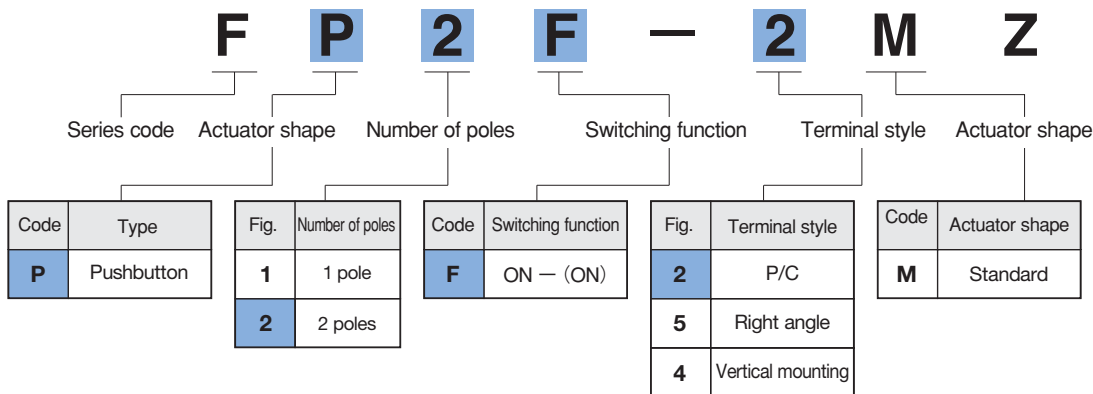 F P 2 F － 2 M Z
Series code Actuator shape Number of poles Switching function Terminal style Actuator shape
Code Type
P Pushbutton
Fig. Number of poles
1 1 pole
2 2 poles
Code Switching function
F ON － (ON)
Fig. Terminal style
2 P/C
5 Right angle
4 Vertical mounting
Code Actuator shape
M Standard